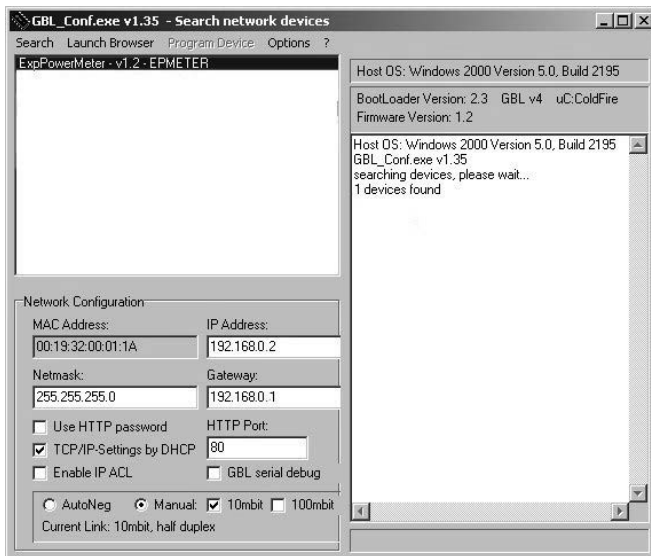 GBL_Conf.exe v1.35 - Search network devices
Search Launch Browser Program Device Options ?
ExpPowerMeter - v1.2 - EPMETER
Host OS: Windows 2000 Version 5.0, Build 2195
BootLoader Version: 2.3 GBL v4 uC:ColdFire
Firmware Version: 1.2
Host OS: Windows 2000 Version 5.0, Build 2195
GBL_Conf.exe v1.35
searching devices, please wait...
1 devices found
Network Configuration
MAC Address: IP Address:
00:19:32:00:01:1A 192.168.0.2
Netmask: Gateway:
255.255.255.0 192.168.0.1
Use HTTP password HTTP Port:
TCP/IP-Settings by DHCP 80
Enable IP ACL GBL serial debug
AutoNeg Manual: 10mbit 100mbit
Current Link: 10mbit, half duplex